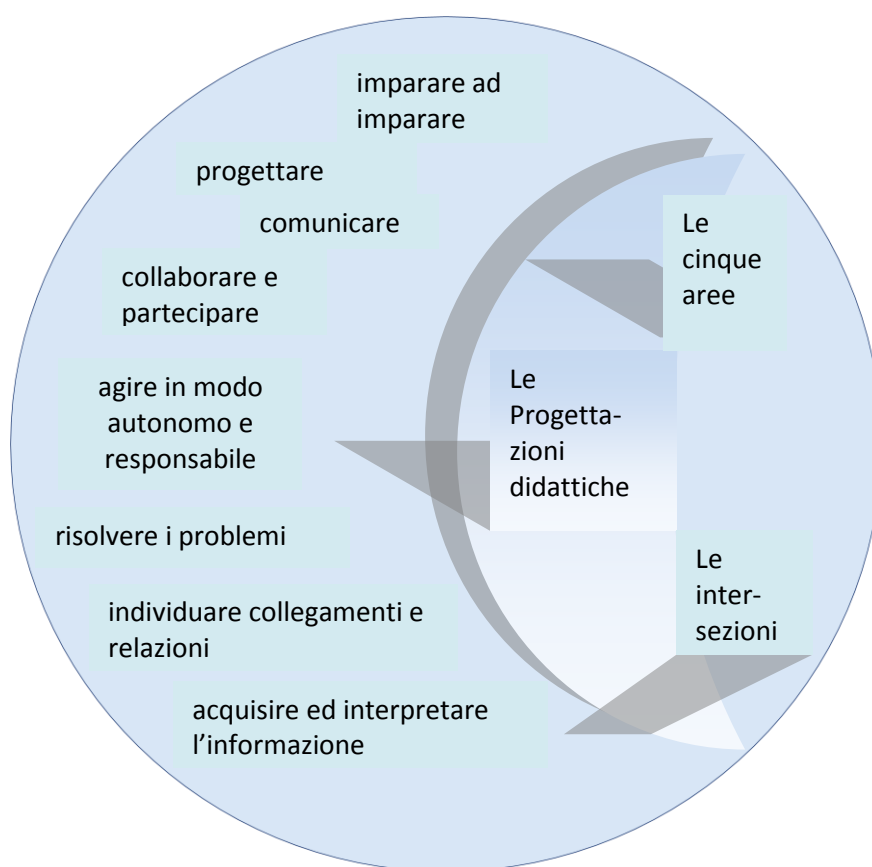 imparare ad
imparare
progettare
comunicare
collaborare e
partecipare
agire in modo
autonomo e
responsabile
risolvere i problemi
individuare collegamenti e
relazioni
acquisire ed interpretare
l’informazione
Le
cinque
aree
Le
Progetta-
zioni
didattiche
Le
inter-
sezioni